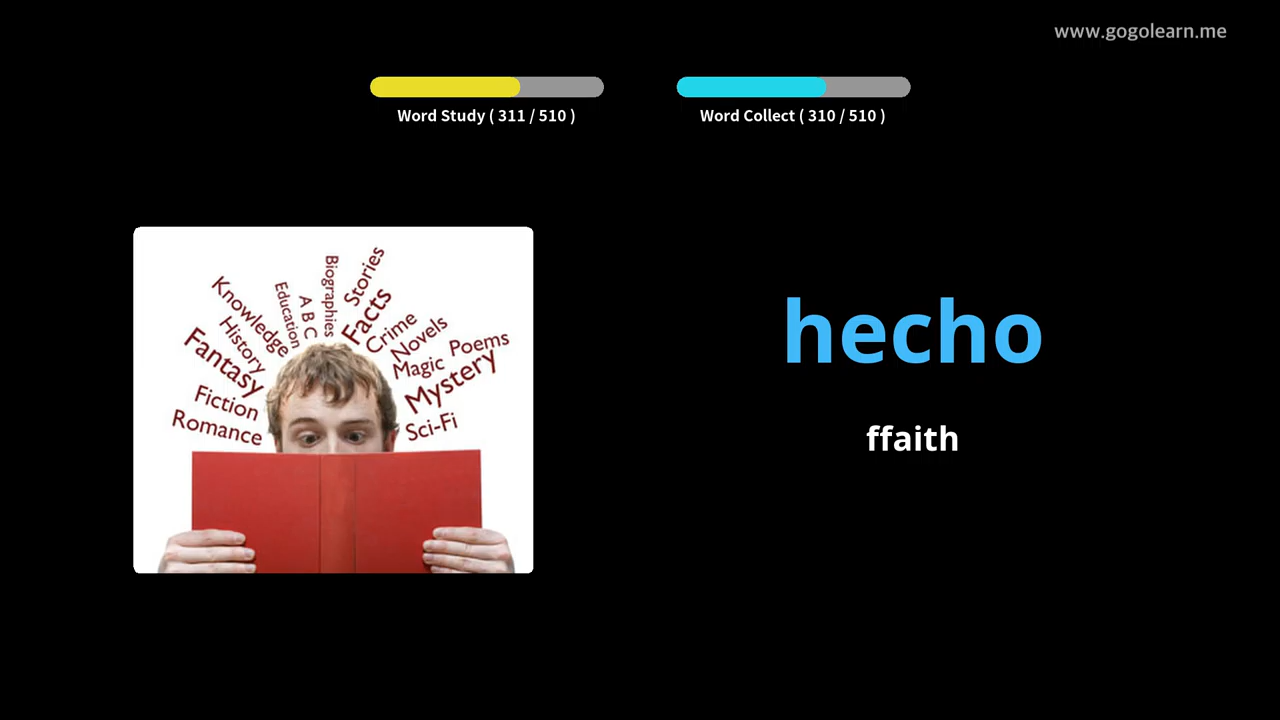 www.gogolearn.me
Word Study ( 311 / 510 )
Word Collect ( 310 / 510 )
Knowledge
Education
A B C
Biographies
Stories
Facts
Crime
Novels
Poems
Magic
Mystery
Sci-Fi
History
Fantasy
Fiction
Romance
hecho
ffaith